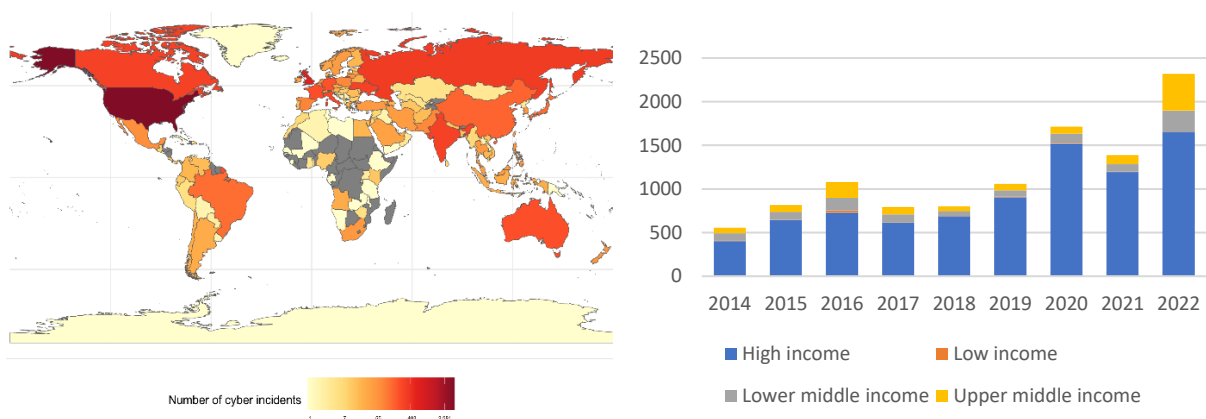 Number of cyber incidents
2500
2000
1500
1000
500
0
2014 2015 2016 2017 2018 2019 2020 2021 2022
High income Low income
Lower middle income Upper middle income